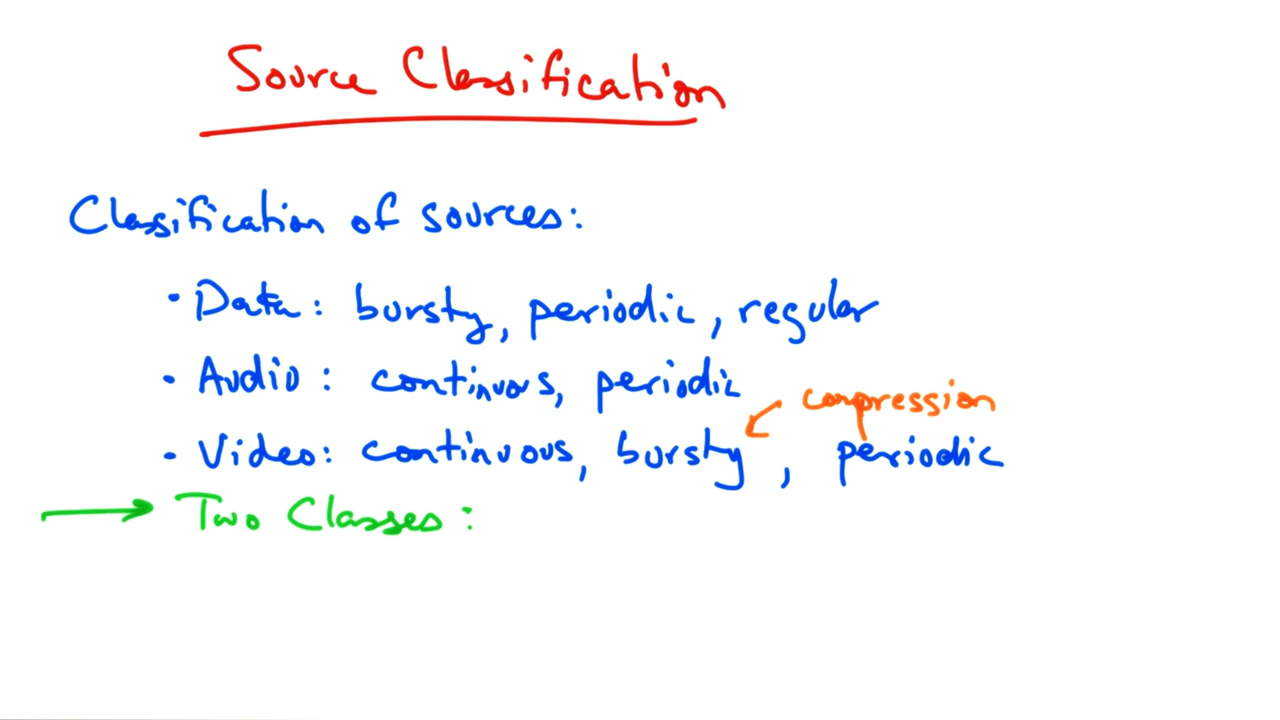 Source Classification
Classification of sources:
• Data: bursty, periodic, regular
• Audio: continuous, periodic
compression
• Video: continuous, bursty, periodic
Two Classes: